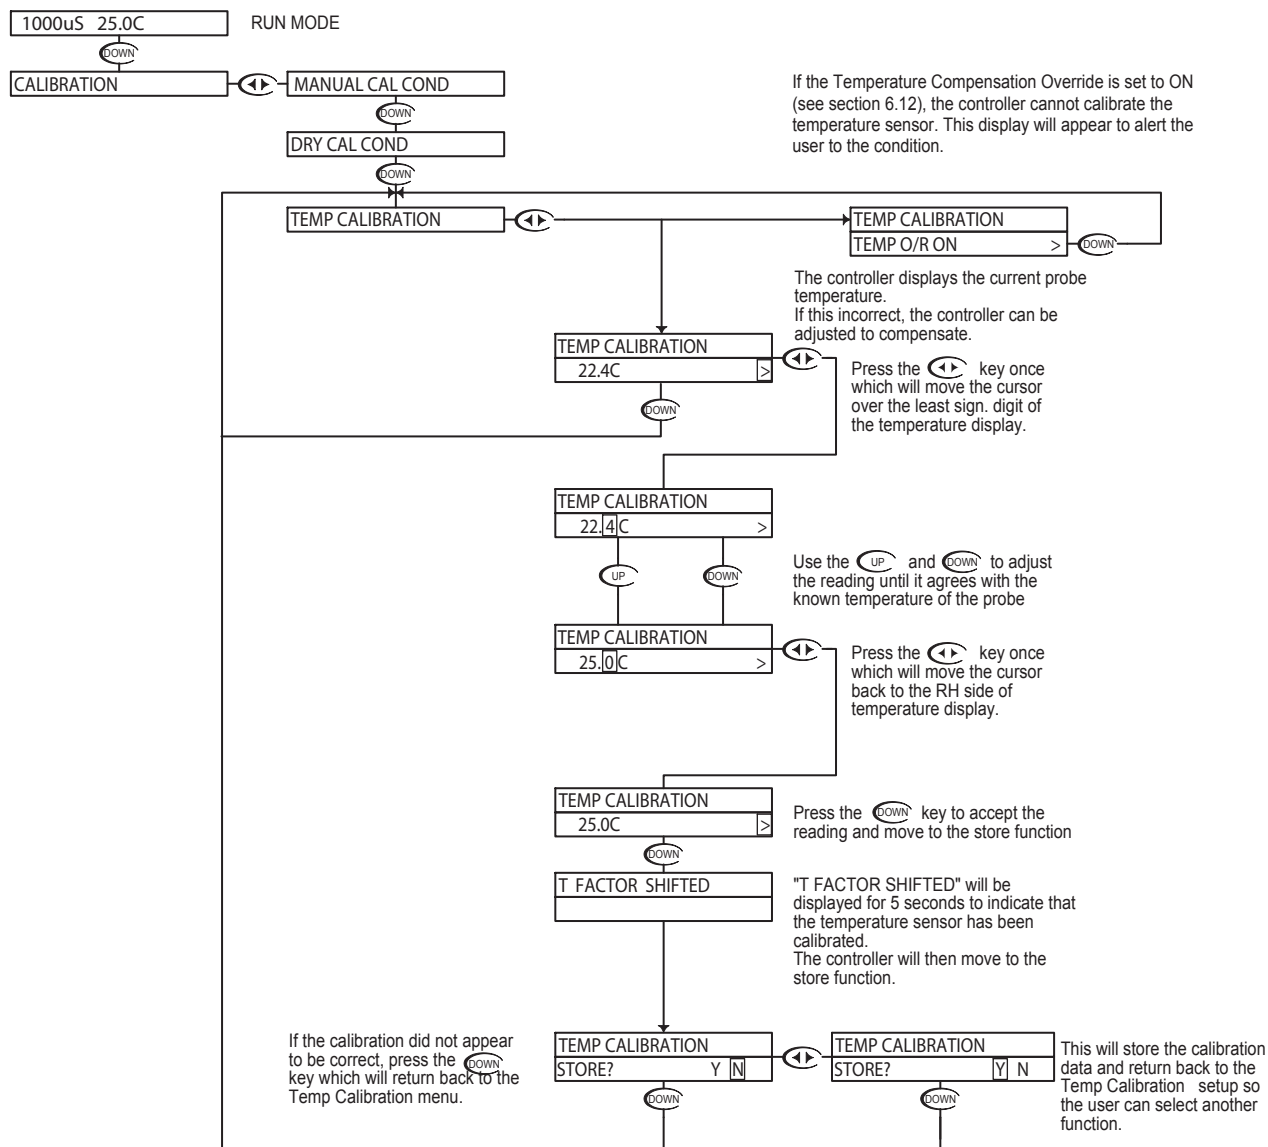 1000uS 25.0C
RUN MODE
DOWN
CALIBRATION
MANUAL CAL COND
DOWN
DRY CAL COND
DOWN
If the Temperature Compensation Override is set to ON
(see section 6.12), the controller cannot calibrate the
temperature sensor. This display will appear to alert the
user to the condition.
TEMP CALIBRATION
TEMP CALIBRATION
TEMP O/R ON >
DOWN
The controller displays the current probe
temperature.
If this incorrect, the controller can be
adjusted to compensate.
TEMP CALIBRATION
22.4C >
DOWN
Press the key once
which will move the cursor
over the least sign. digit of
the temperature display.
TEMP CALIBRATION
22.4C >
UP
DOWN
Use the UP and DOWN to adjust
the reading until it agrees with the
known temperature of the probe
TEMP CALIBRATION
25.0C >
Press the key once
which will move the cursor
back to the RH side of
temperature display.
TEMP CALIBRATION
25.0C >
DOWN
Press the DOWN key to accept the
reading and move to the store function
T FACTOR SHIFTED
"T FACTOR SHIFTED" will be
displayed for 5 seconds to indicate that
the temperature sensor has been
calibrated.
The controller will then move to the
store function.
If the calibration did not appear
to be correct, press the DOWN
key which will return back to the
Temp Calibration menu.
TEMP CALIBRATION
STORE? Y N
DOWN
TEMP CALIBRATION
STORE? Y N
DOWN
This will store the calibration
data and return back to the
Temp Calibration setup so
the user can select another
function.